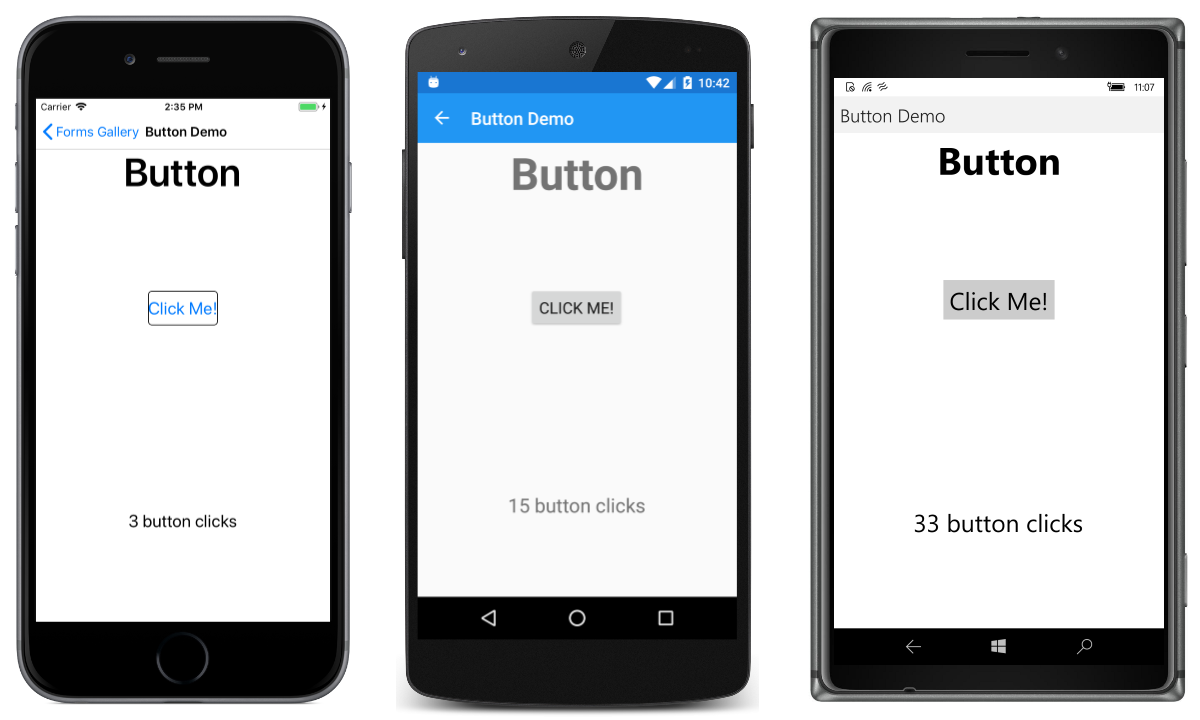 Carrier 2:35 PM
Forms Gallery Button Demo
Button
Click Me!
3 button clicks
10:42
Button Demo
Button
CLICK ME!
15 button clicks
11:07
Button Demo
Button
Click Me!
33 button clicks